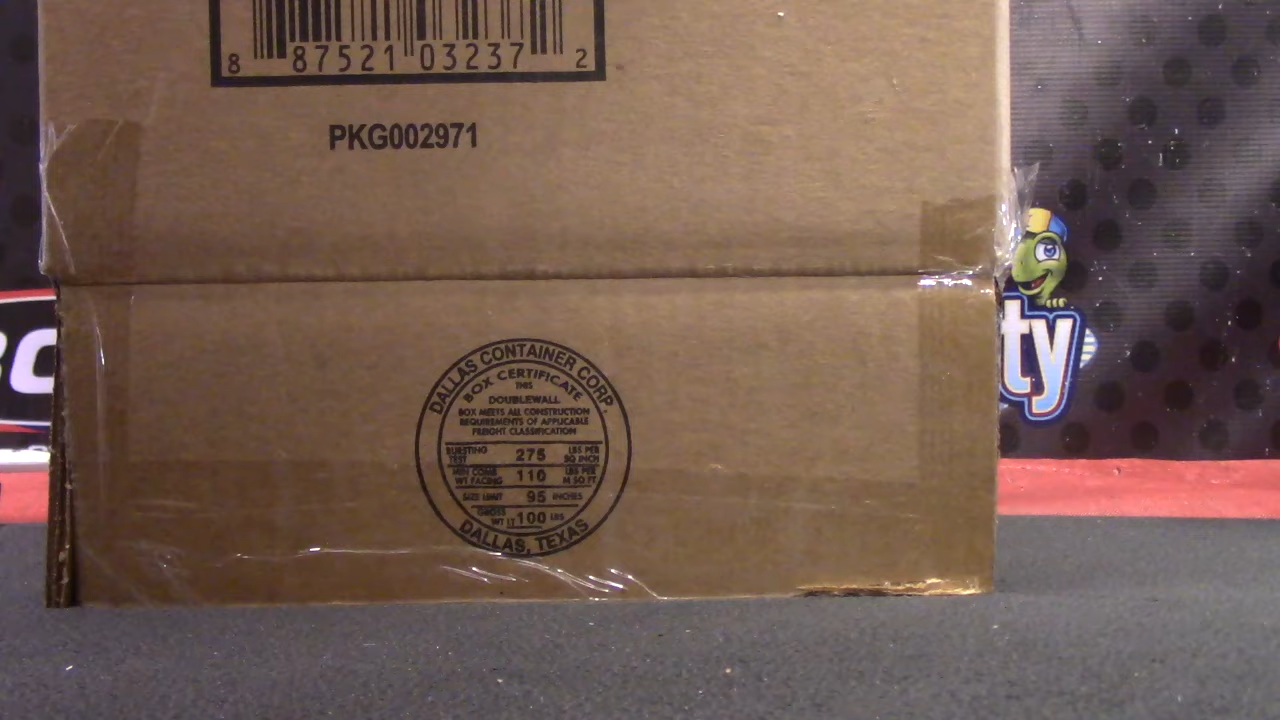 8 87521 03237 2
PKG002971
DALLAS CONTAINER CORP.
BOX CERTIFICATE
THIS
DOUBLEWALL
BOX MEETS ALL CONSTRUCTION
REQUIREMENTS OF APPLICABLE
FREIGHT CLASSIFICATION
BURSTING TEST 275 LBS PER SQ INCH
MIN COMB WT FACING 110 LBS PER M SQ FT
SIZE LIMIT 95 INCHES
GROSS WT LT 100 LBS
DALLAS, TEXAS
ty